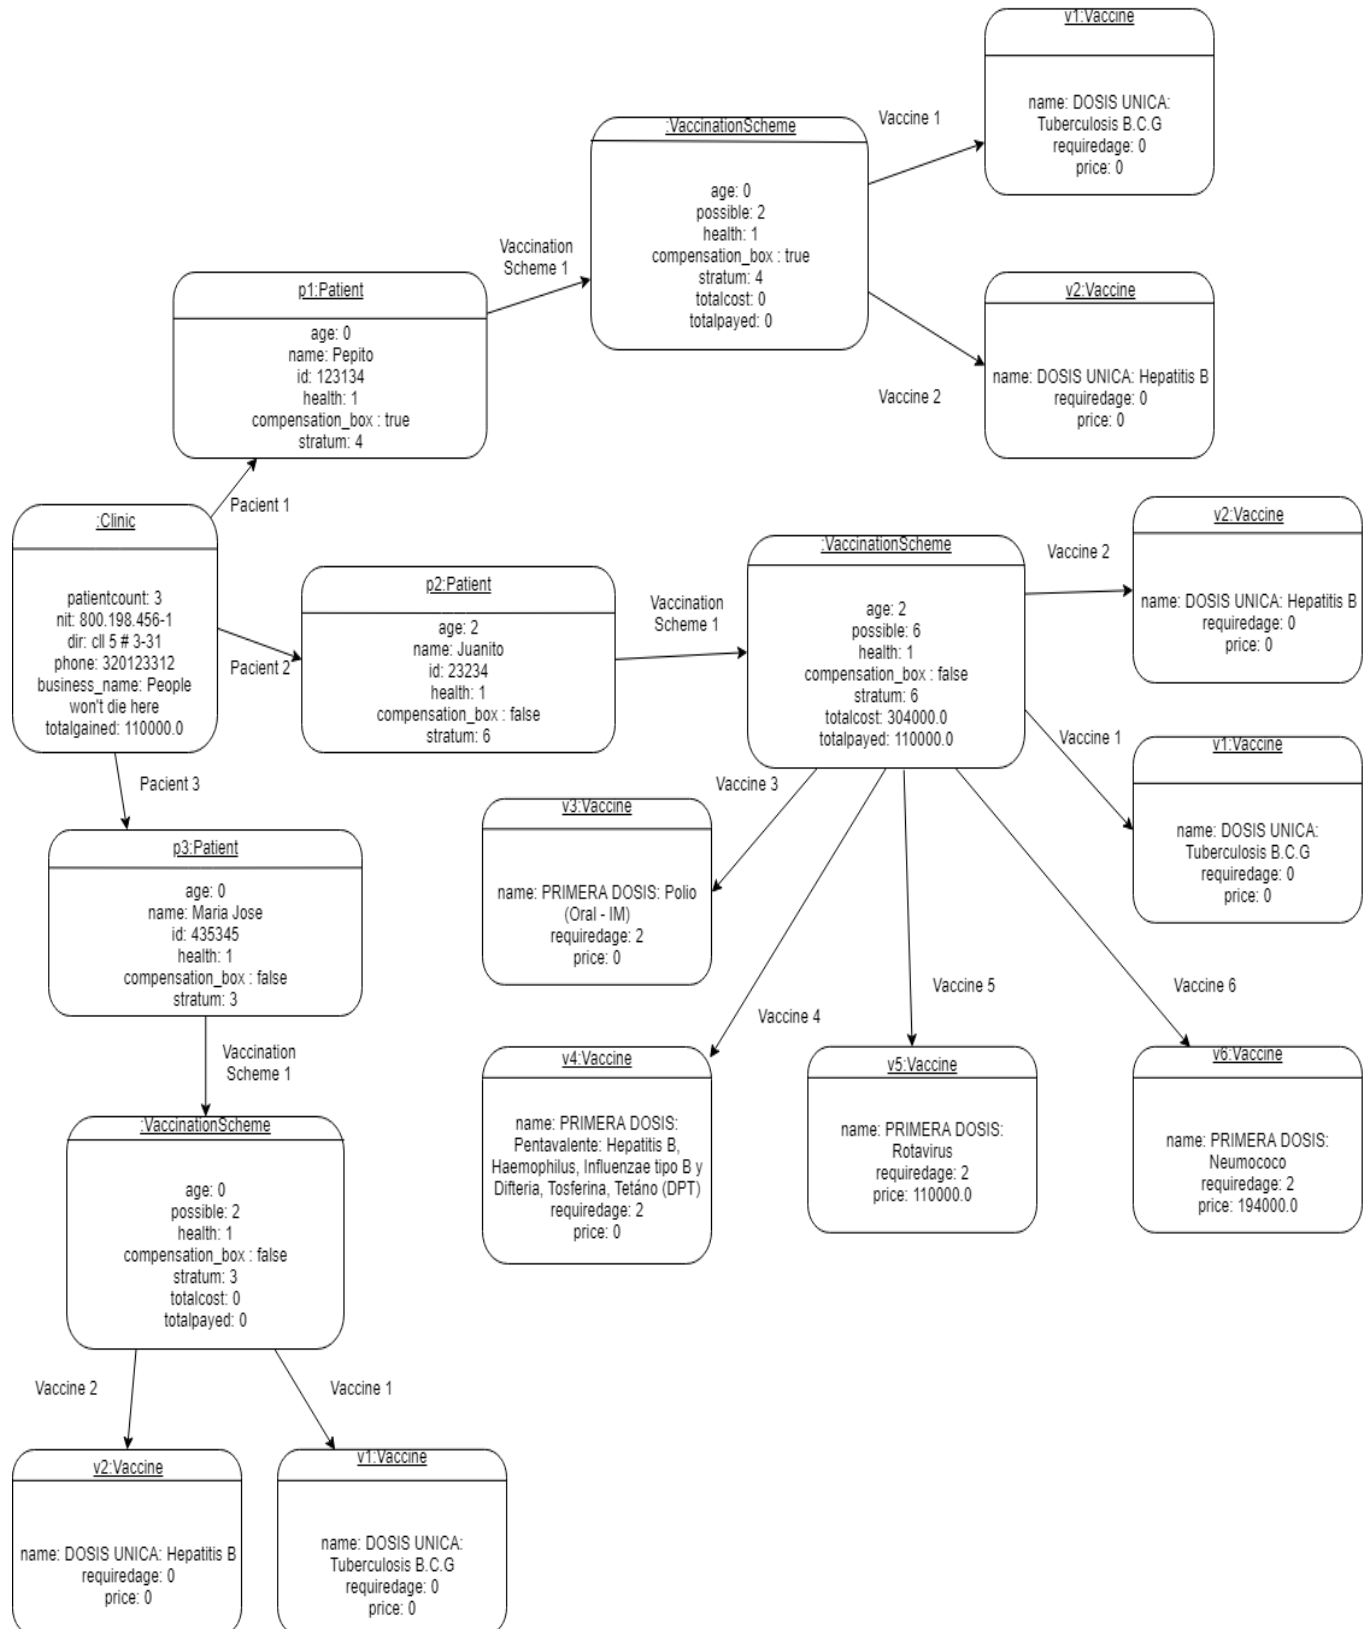 v1:Vaccine
name: DOSIS UNICA:
Tuberculosis B.C.G
requiredage: 0
price: 0
Vaccine 1
:VaccinationScheme
age: 0
possible: 2
health: 1
compensation_box : true
stratum: 4
totalcost: 0
totalpayed: 0
Vaccination
Scheme 1
p1:Patient
age: 0
name: Pepito
id: 123134
health: 1
compensation_box : true
stratum: 4
v2:Vaccine
name: DOSIS UNICA: Hepatitis B
requiredage: 0
price: 0
Vaccine 2
Pacient 1
:Clinic
patientcount: 3
nit: 800.198.456-1
dir: cll 5 # 3-31
phone: 320123312
business_name: People
won't die here
totalgained: 110000.0
Pacient 2
p2:Patient
age: 2
name: Juanito
id: 23234
health: 1
compensation_box : false
stratum: 6
Vaccination
Scheme 1
:VaccinationScheme
age: 2
possible: 6
health: 1
compensation_box : false
stratum: 6
totalcost: 304000.0
totalpayed: 110000.0
Vaccine 2
v2:Vaccine
name: DOSIS UNICA: Hepatitis B
requiredage: 0
price: 0
Vaccine 1
v1:Vaccine
name: DOSIS UNICA:
Tuberculosis B.C.G
requiredage: 0
price: 0
Vaccine 3
v3:Vaccine
name: PRIMERA DOSIS: Polio
(Oral - IM)
requiredage: 2
price: 0
Vaccine 4
v4:Vaccine
name: PRIMERA DOSIS:
Pentavalente: Hepatitis B,
Haemophilus, Influenzae tipo B y
Difteria, Tosferina, Tetáno (DPT)
requiredage: 2
price: 0
Vaccine 5
v5:Vaccine
name: PRIMERA DOSIS:
Rotavirus
requiredage: 2
price: 110000.0
Vaccine 6
v6:Vaccine
name: PRIMERA DOSIS:
Neumococo
requiredage: 2
price: 194000.0
Pacient 3
p3:Patient
age: 0
name: Maria Jose
id: 435345
health: 1
compensation_box : false
stratum: 3
Vaccination
Scheme 1
:VaccinationScheme
age: 0
possible: 2
health: 1
compensation_box : false
stratum: 3
totalcost: 0
totalpayed: 0
Vaccine 2
Vaccine 1
v2:Vaccine
name: DOSIS UNICA: Hepatitis B
requiredage: 0
price: 0
v1:Vaccine
name: DOSIS UNICA:
Tuberculosis B.C.G
requiredage: 0
price: 0